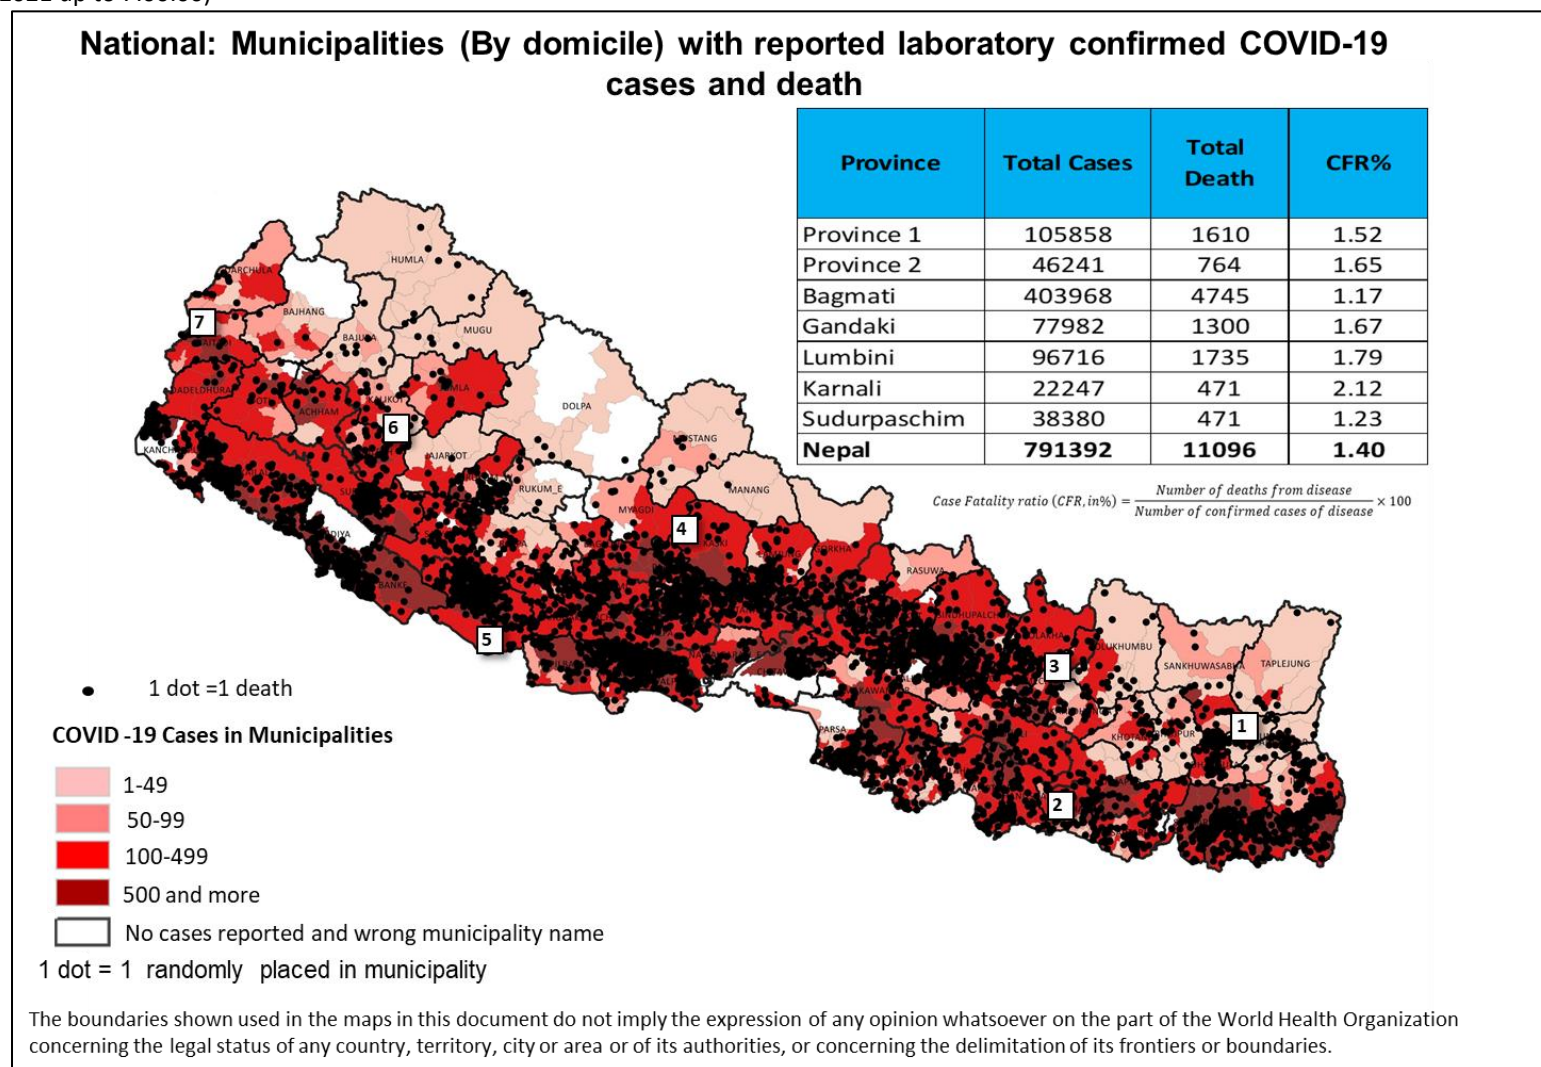 National: Municipalities (By domicile) with reported laboratory confirmed COVID-19
cases and death
Province Total Cases Total Death CFR%
Province 1 105858 1610 1.52
Province 2 46241 764 1.65
Bagmati 403968 4745 1.17
Gandaki 77982 1300 1.67
Lumbini 96716 1735 1.79
Karnali 22247 471 2.12
Sudurpaschim 38380 471 1.23
Nepal 791392 11096 1.40
Case Fatality ratio (CFR, in%) = Number of deaths from disease / Number of confirmed cases of disease × 100
HUMLA
BAJHANG
MUGU
7
DADELDHURA
ACHHAM
DOLPA
6
MUSTANG
JAJARKOT
RUKUM_E
MANANG
MYAGDI
4
KASKI
GORKHA
RASUWA
BANKE
5
3
SANKHUWASABHA
TAPLEJUNG
1
PARSA
2
1 dot =1 death
COVID -19 Cases in Municipalities
1-49
50-99
100-499
500 and more
No cases reported and wrong municipality name
1 dot = 1 randomly placed in municipality
The boundaries shown used in the maps in this document do not imply the expression of any opinion whatsoever on the part of the World Health Organization
concerning the legal status of any country, territory, city or area or of its authorities, or concerning the delimitation of its frontiers or boundaries.